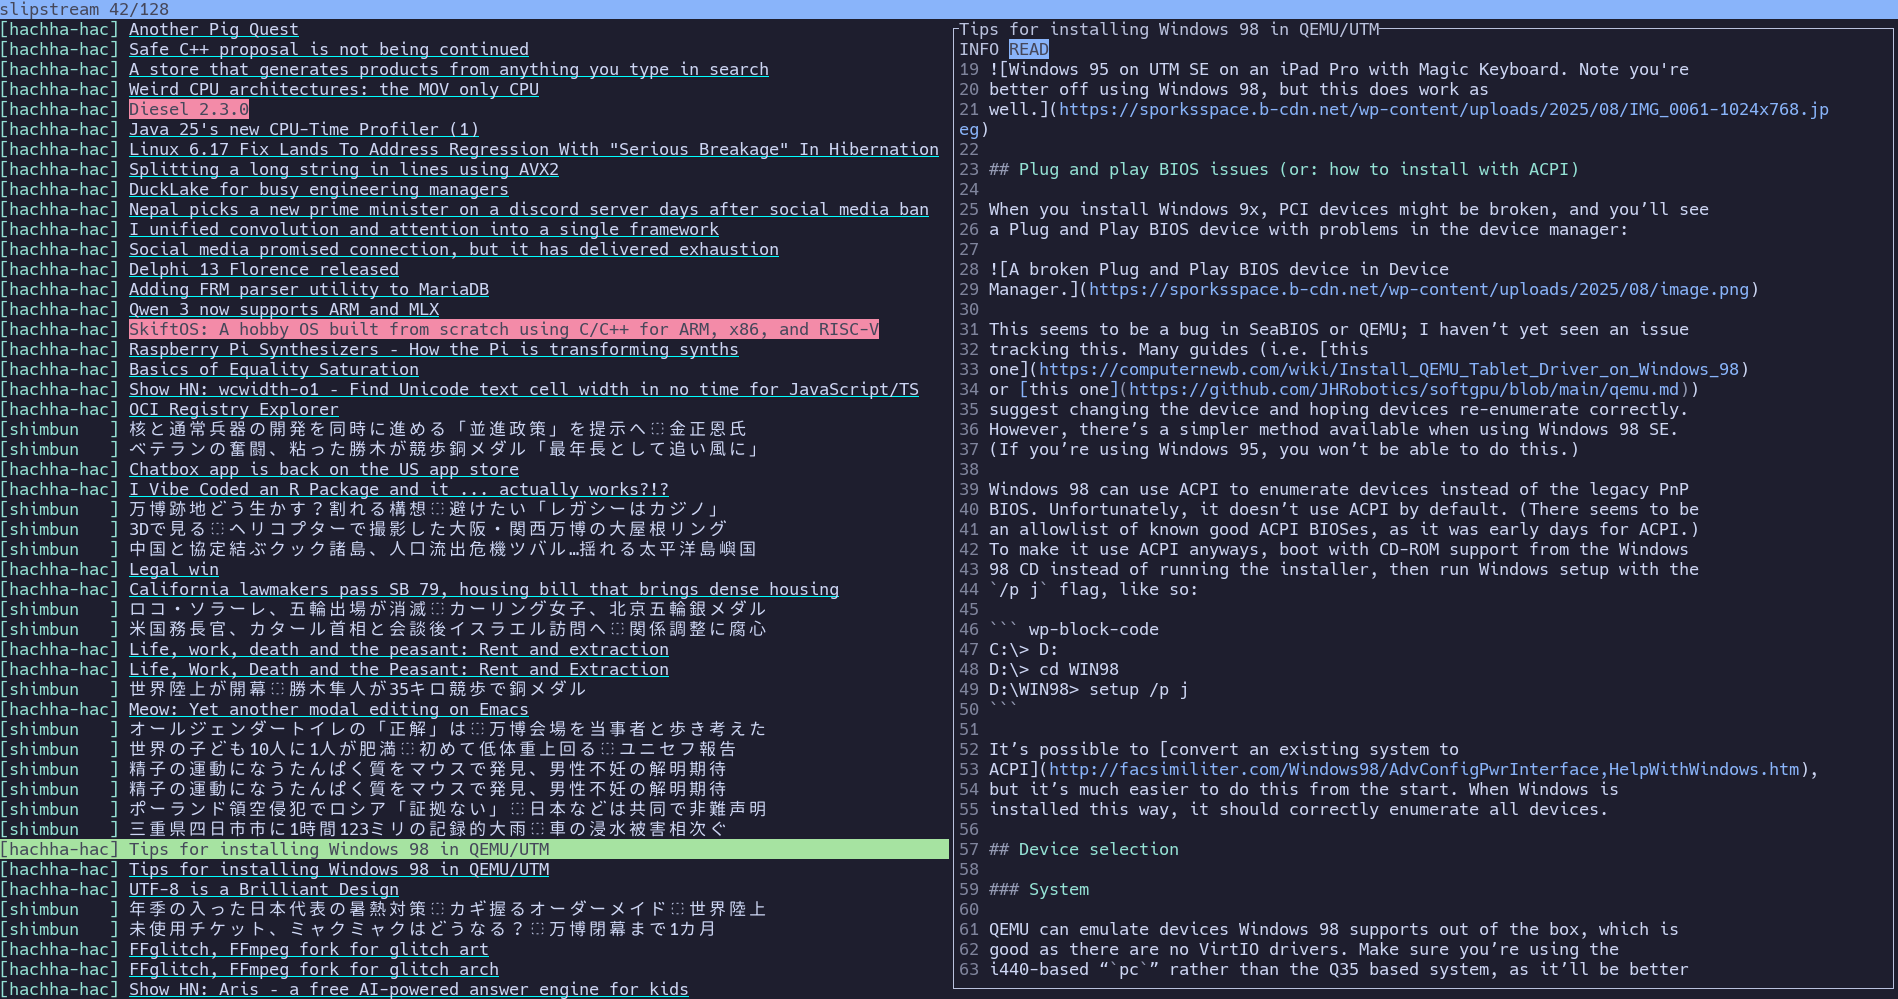 slipstream 42/128
[hachha-hac] Another Pig Quest
[hachha-hac] Safe C++ proposal is not being continued
[hachha-hac] A store that generates products from anything you type in search
[hachha-hac] Weird CPU architectures: the MOV only CPU
[hachha-hac] Diesel 2.3.0
[hachha-hac] Java 25's new CPU-Time Profiler (1)
[hachha-hac] Linux 6.17 Fix Lands To Address Regression With "Serious Breakage" In Hibernation
[hachha-hac] Splitting a long string in lines using AVX2
[hachha-hac] DuckLake for busy engineering managers
[hachha-hac] Nepal picks a new prime minister on a discord server days after social media ban
[hachha-hac] I unified convolution and attention into a single framework
[hachha-hac] Social media promised connection, but it has delivered exhaustion
[hachha-hac] Delphi 13 Florence released
[hachha-hac] Adding FRM parser utility to MariaDB
[hachha-hac] Qwen 3 now supports ARM and MLX
[hachha-hac] SkiftOS: A hobby OS built from scratch using C/C++ for ARM, x86, and RISC-V
[hachha-hac] Raspberry Pi Synthesizers - How the Pi is transforming synths
[hachha-hac] Basics of Equality Saturation
[hachha-hac] Show HN: wcwidth-o1 - Find Unicode text cell width in no time for JavaScript/TS
[hachha-hac] OCI Registry Explorer
[shimbun   ] 核と通常兵器の開発を同時に進める「並進政策」を提示へ⬚金正恩氏
[shimbun   ] ベテランの奮闘、粘った勝木が競歩銅メダル「最年長として追い風に」
[hachha-hac] Chatbox app is back on the US app store
[hachha-hac] I Vibe Coded an R Package and it ... actually works?!?
[shimbun   ] 万博跡地どう生かす？割れる構想⬚避けたい「レガシーはカジノ」
[shimbun   ] 3Dで見る⬚ヘリコプターで撮影した大阪・関西万博の大屋根リング
[shimbun   ] 中国と協定結ぶクック諸島、人口流出危機ツバル…揺れる太平洋島嶼国
[hachha-hac] Legal win
[hachha-hac] California lawmakers pass SB 79, housing bill that brings dense housing
[shimbun   ] ロコ・ソラーレ、五輪出場が消滅⬚カーリング女子、北京五輪銀メダル
[shimbun   ] 米国務長官、カタール首相と会談後イスラエル訪問へ⬚関係調整に腐心
[hachha-hac] Life, work, death and the peasant: Rent and extraction
[hachha-hac] Life, Work, Death and the Peasant: Rent and Extraction
[shimbun   ] 世界陸上が開幕⬚勝木隼人が35キロ競歩で銅メダル
[hachha-hac] Meow: Yet another modal editing on Emacs
[shimbun   ] オールジェンダートイレの「正解」は⬚万博会場を当事者と歩き考えた
[shimbun   ] 世界の子ども10人に1人が肥満⬚初めて低体重上回る⬚ユニセフ報告
[shimbun   ] 精子の運動になうたんぱく質をマウスで発見、男性不妊の解明期待
[shimbun   ] 精子の運動になうたんぱく質をマウスで発見、男性不妊の解明期待
[shimbun   ] ポーランド領空侵犯でロシア「証拠ない」⬚日本などは共同で非難声明
[shimbun   ] 三重県四日市市に1時間123ミリの記録的大雨⬚車の浸水被害相次ぐ
[hachha-hac] Tips for installing Windows 98 in QEMU/UTM
[hachha-hac] Tips for installing Windows 98 in QEMU/UTM
[hachha-hac] UTF-8 is a Brilliant Design
[shimbun   ] 年季の入った日本代表の暑熱対策⬚カギ握るオーダーメイド⬚世界陸上
[shimbun   ] 未使用チケット、ミャクミャクはどうなる？⬚万博閉幕まで1カ月
[hachha-hac] FFglitch, FFmpeg fork for glitch art
[hachha-hac] FFglitch, FFmpeg fork for glitch arch
[hachha-hac] Show HN: Aris - a free AI-powered answer engine for kids
Tips for installing Windows 98 in QEMU/UTM
INFO READ
19 ![Windows 95 on UTM SE on an iPad Pro with Magic Keyboard. Note you're
20 better off using Windows 98, but this does work as
21 well.](https://sporksspace.b-cdn.net/wp-content/uploads/2025/08/IMG_0061-1024x768.jp
eg)
22
23 ## Plug and play BIOS issues (or: how to install with ACPI)
24
25 When you install Windows 9x, PCI devices might be broken, and you’ll see
26 a Plug and Play BIOS device with problems in the device manager:
27
28 ![A broken Plug and Play BIOS device in Device
29 Manager.](https://sporksspace.b-cdn.net/wp-content/uploads/2025/08/image.png)
30
31 This seems to be a bug in SeaBIOS or QEMU; I haven’t yet seen an issue
32 tracking this. Many guides (i.e. [this
33 one](https://computernewb.com/wiki/Install_QEMU_Tablet_Driver_on_Windows_98)
34 or [this one](https://github.com/JHRobotics/softgpu/blob/main/qemu.md))
35 suggest changing the device and hoping devices re-enumerate correctly.
36 However, there’s a simpler method available when using Windows 98 SE.
37 (If you’re using Windows 95, you won’t be able to do this.)
38
39 Windows 98 can use ACPI to enumerate devices instead of the legacy PnP
40 BIOS. Unfortunately, it doesn’t use ACPI by default. (There seems to be
41 an allowlist of known good ACPI BIOSes, as it was early days for ACPI.)
42 To make it use ACPI anyways, boot with CD-ROM support from the Windows
43 98 CD instead of running the installer, then run Windows setup with the
44 `/p j` flag, like so:
45
46 ``` wp-block-code
47 C:\> D:
48 D:\> cd WIN98
49 D:\WIN98> setup /p j
50 ```
51
52 It’s possible to [convert an existing system to
53 ACPI](http://facsimiliter.com/Windows98/AdvConfigPwrInterface,HelpWithWindows.htm),
54 but it’s much easier to do this from the start. When Windows is
55 installed this way, it should correctly enumerate all devices.
56
57 ## Device selection
58
59 ### System
60
61 QEMU can emulate devices Windows 98 supports out of the box, which is
62 good as there are no VirtIO drivers. Make sure you’re using the
63 i440-based “`pc`” rather than the Q35 based system, as it’ll be better